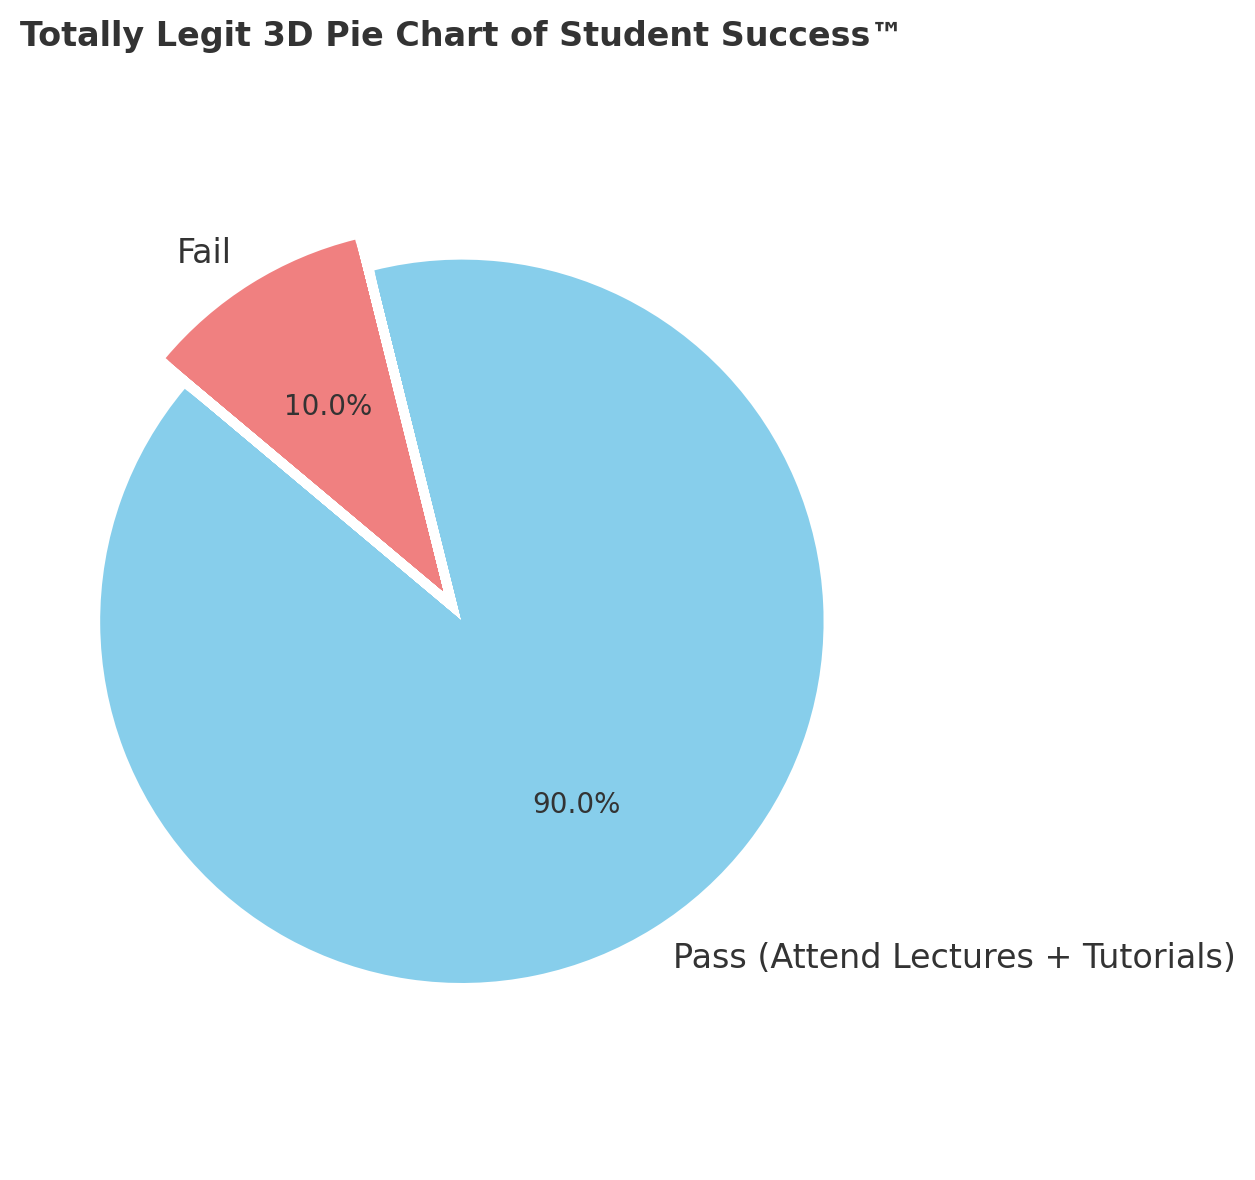 Totally Legit 3D Pie Chart of Student Success™
Fail
10.0%
90.0%
Pass (Attend Lectures + Tutorials)